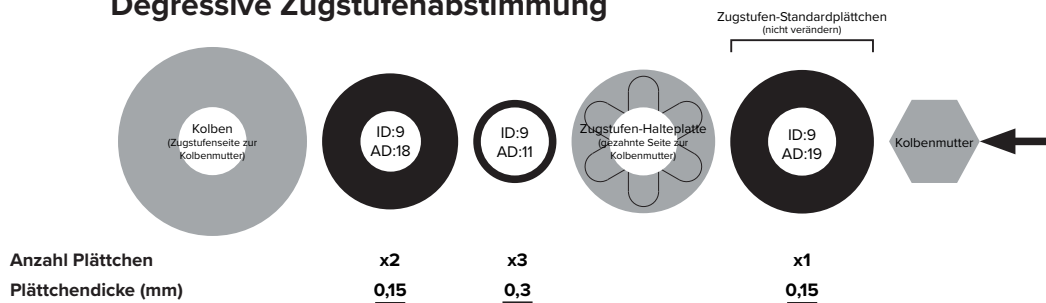 Degressive Zugstufenabstimmung
Zugstufen-Standardplättchen
(nicht verändern)
Kolben
(Zugstufenseite zur
Kolbenmutter)
ID:9
AD:18
ID:9
AD:11
Zugstufen-Halteplatte
(gezahnte Seite zur
Kolbenmutter)
ID:9
AD:19
Kolbenmutter
Anzahl Plättchen x2 x3 x1
Plättchendicke (mm) 0,15 0,3 0,15